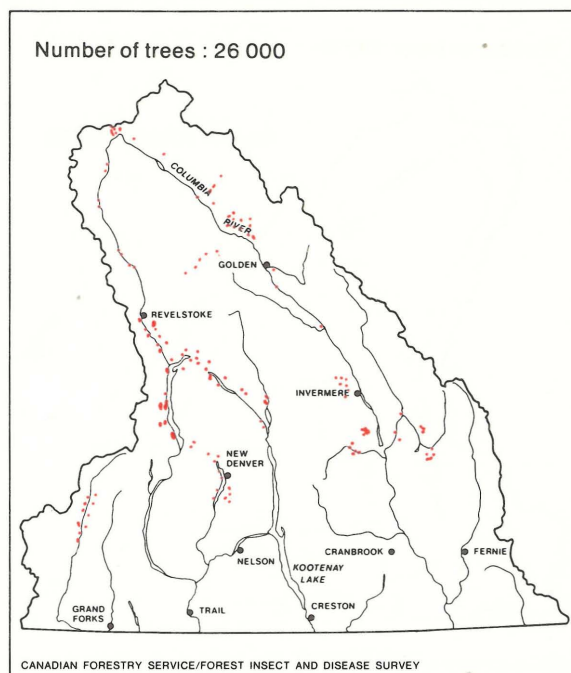 Number of trees : 26 000
COLUMBIA
RIVER
GOLDEN
REVELSTOKE
INVERMERE
NEW
DENVER
NELSON
KOOTENAY
LAKE
CRANBROOK
FERNIE
GRAND
FORKS
TRAIL
CRESTON
CANADIAN FORESTRY SERVICE/FOREST INSECT AND DISEASE SURVEY